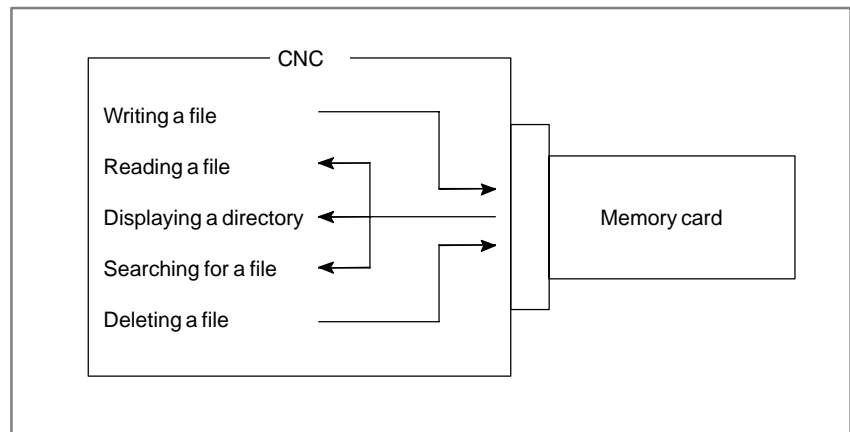 CNC
Writing a file
Reading a file
Displaying a directory
Memory card
Searching for a file
Deleting a file